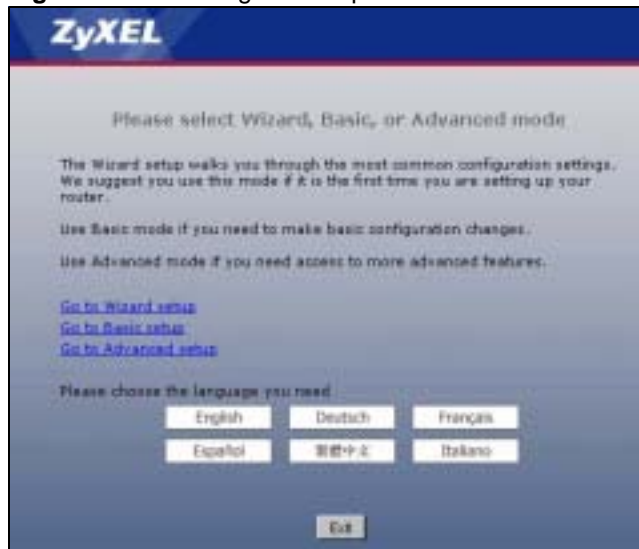 ZyXEL
Please select Wizard, Basic, or Advanced mode
The Wizard setup walks you through the most common configuration settings.
We suggest you use this mode if it is the first time you are setting up your
router.
Use Basic mode if you need to make basic configuration changes.
Use Advanced mode if you need access to more advanced features.
Go to Wizard setup
Go to Basic setup
Go to Advanced setup
Please choose the language you need
English Deutsch Français
Español 繁體中文 Italiano
Exit